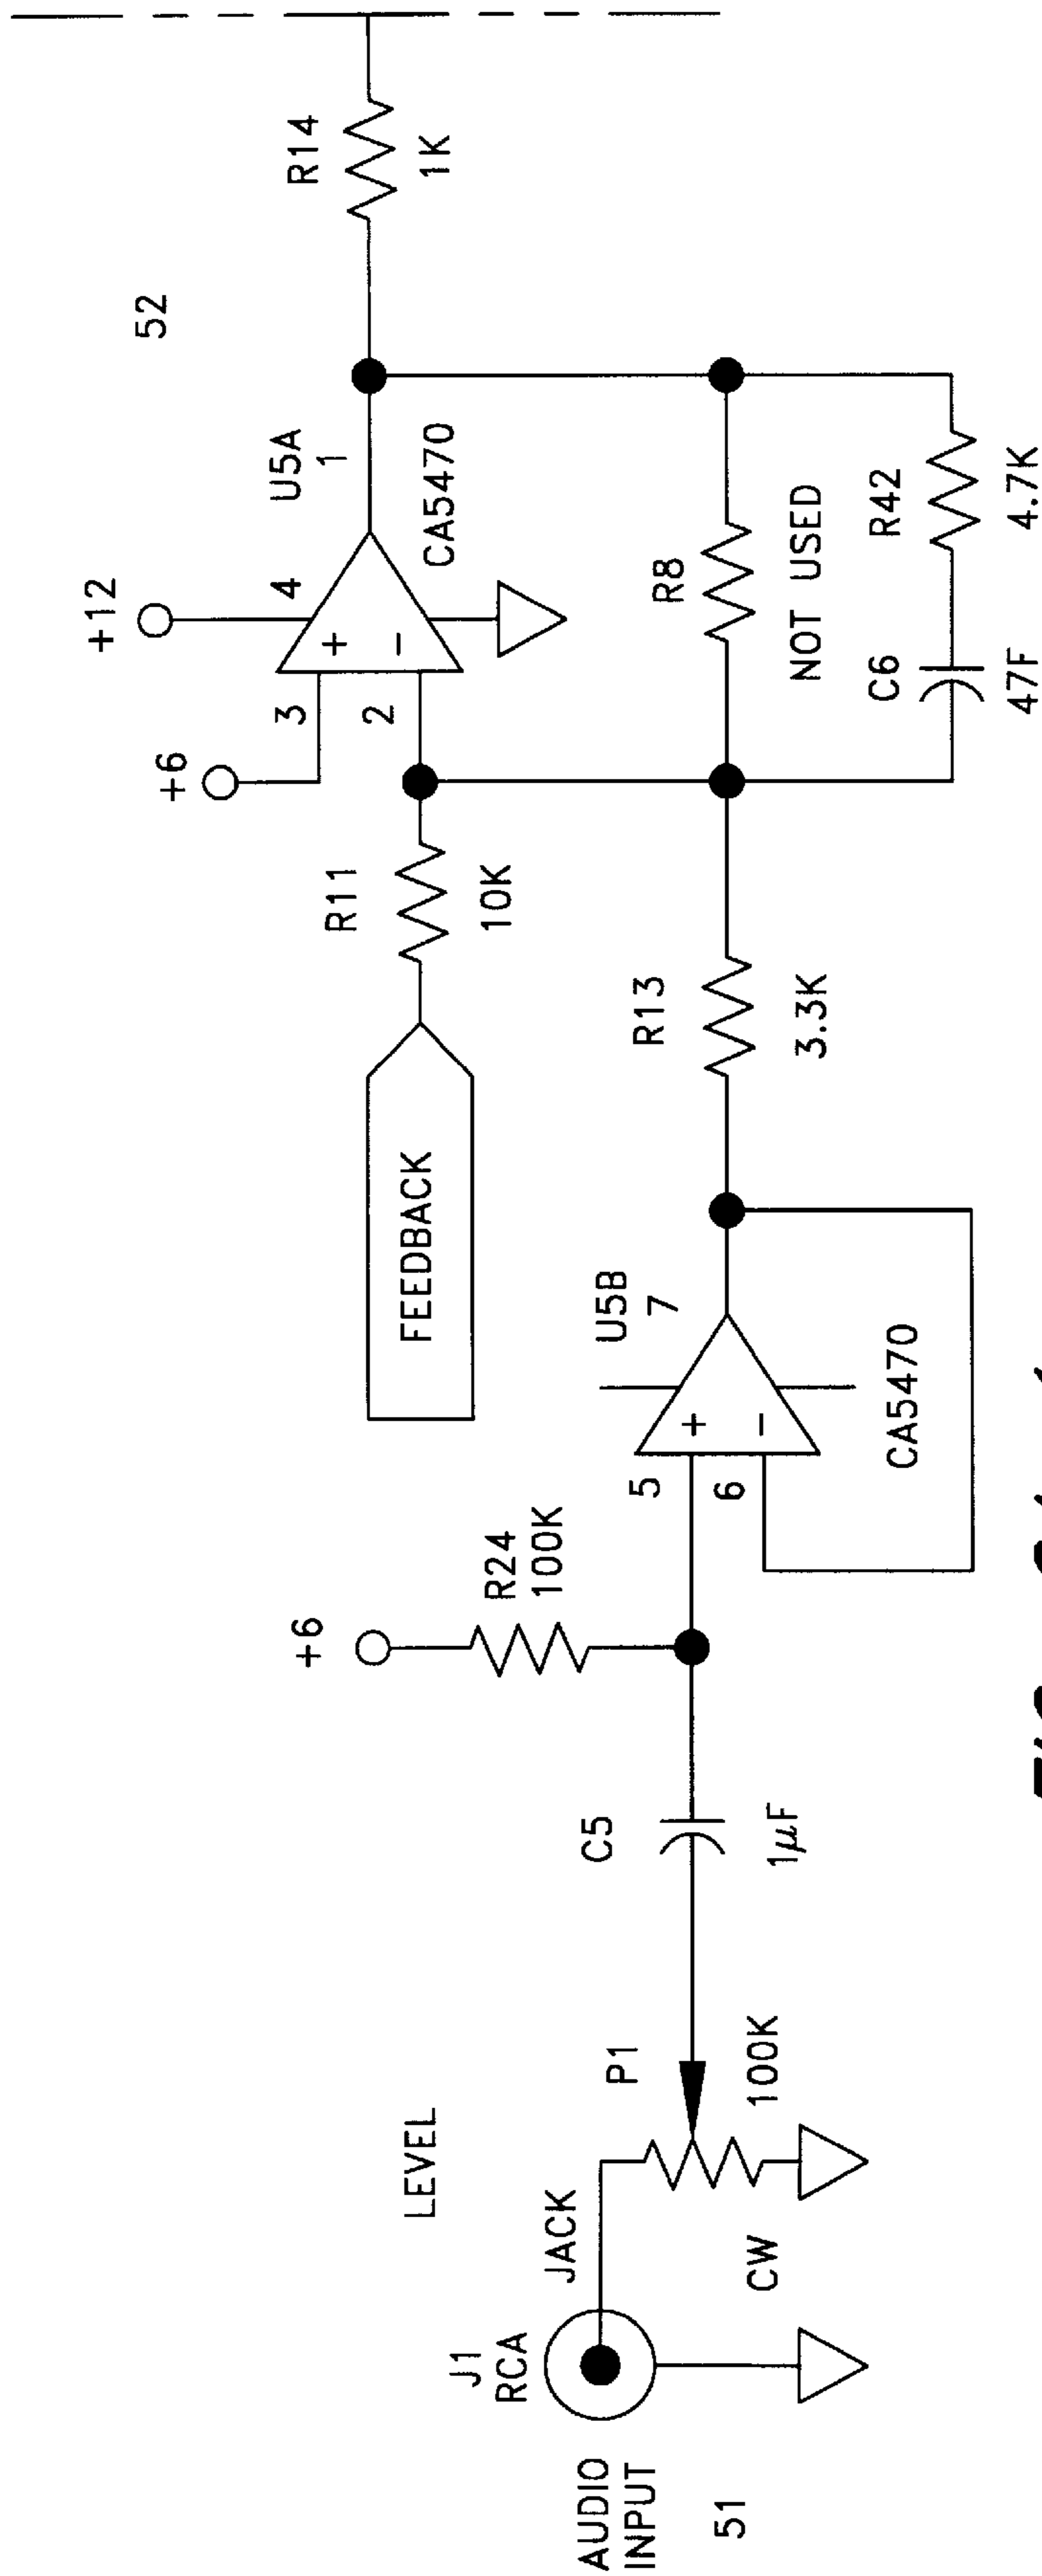 AUDIO
INPUT
51
J1
RCA
JACK
LEVEL
P1
100K
CW
C5
1µF
+6
R24
100K
5
6
+
−
U5B
7
CA5470
FEEDBACK
R11
10K
R13
3.3K
+6
3
2
+12
4
+
−
U5A
1
CA5470
52
R8
NOT USED
C6
47F
R42
4.7K
R14
1K